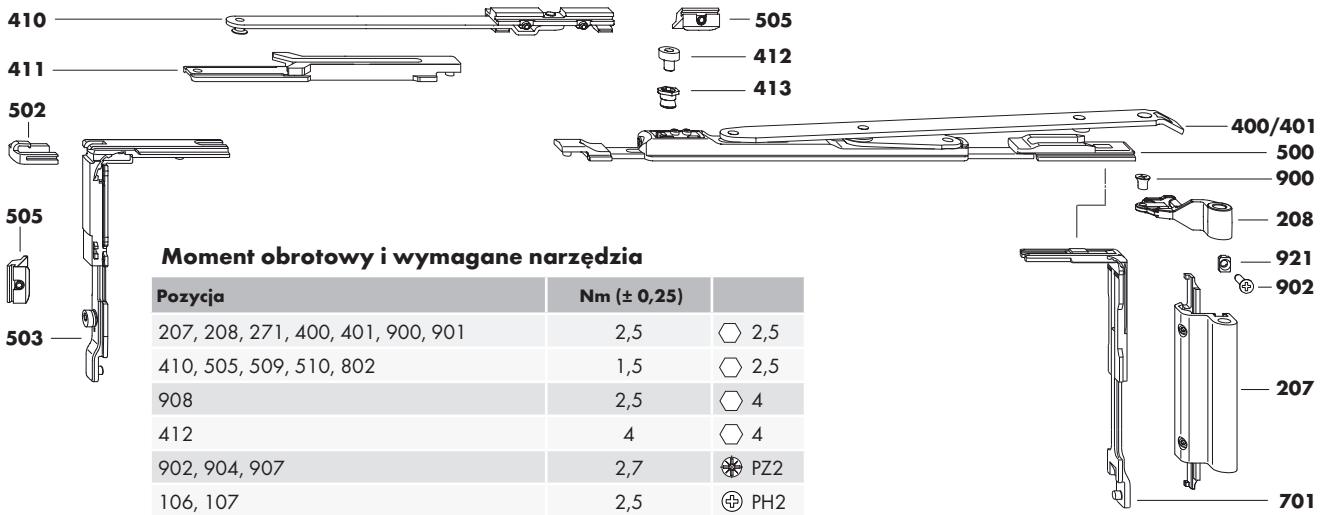 410
505
412
411
413
502
400/401
500
900
208
505
921
902
503
207
701
Moment obrotowy i wymagane narzędzia
Pozycja Nm (± 0,25)
207, 208, 271, 400, 401, 900, 901 2,5 2,5
410, 505, 509, 510, 802 1,5 2,5
908 2,5 4
412 4 4
902, 904, 907 2,7 PZ2
106, 107 2,5 PH2